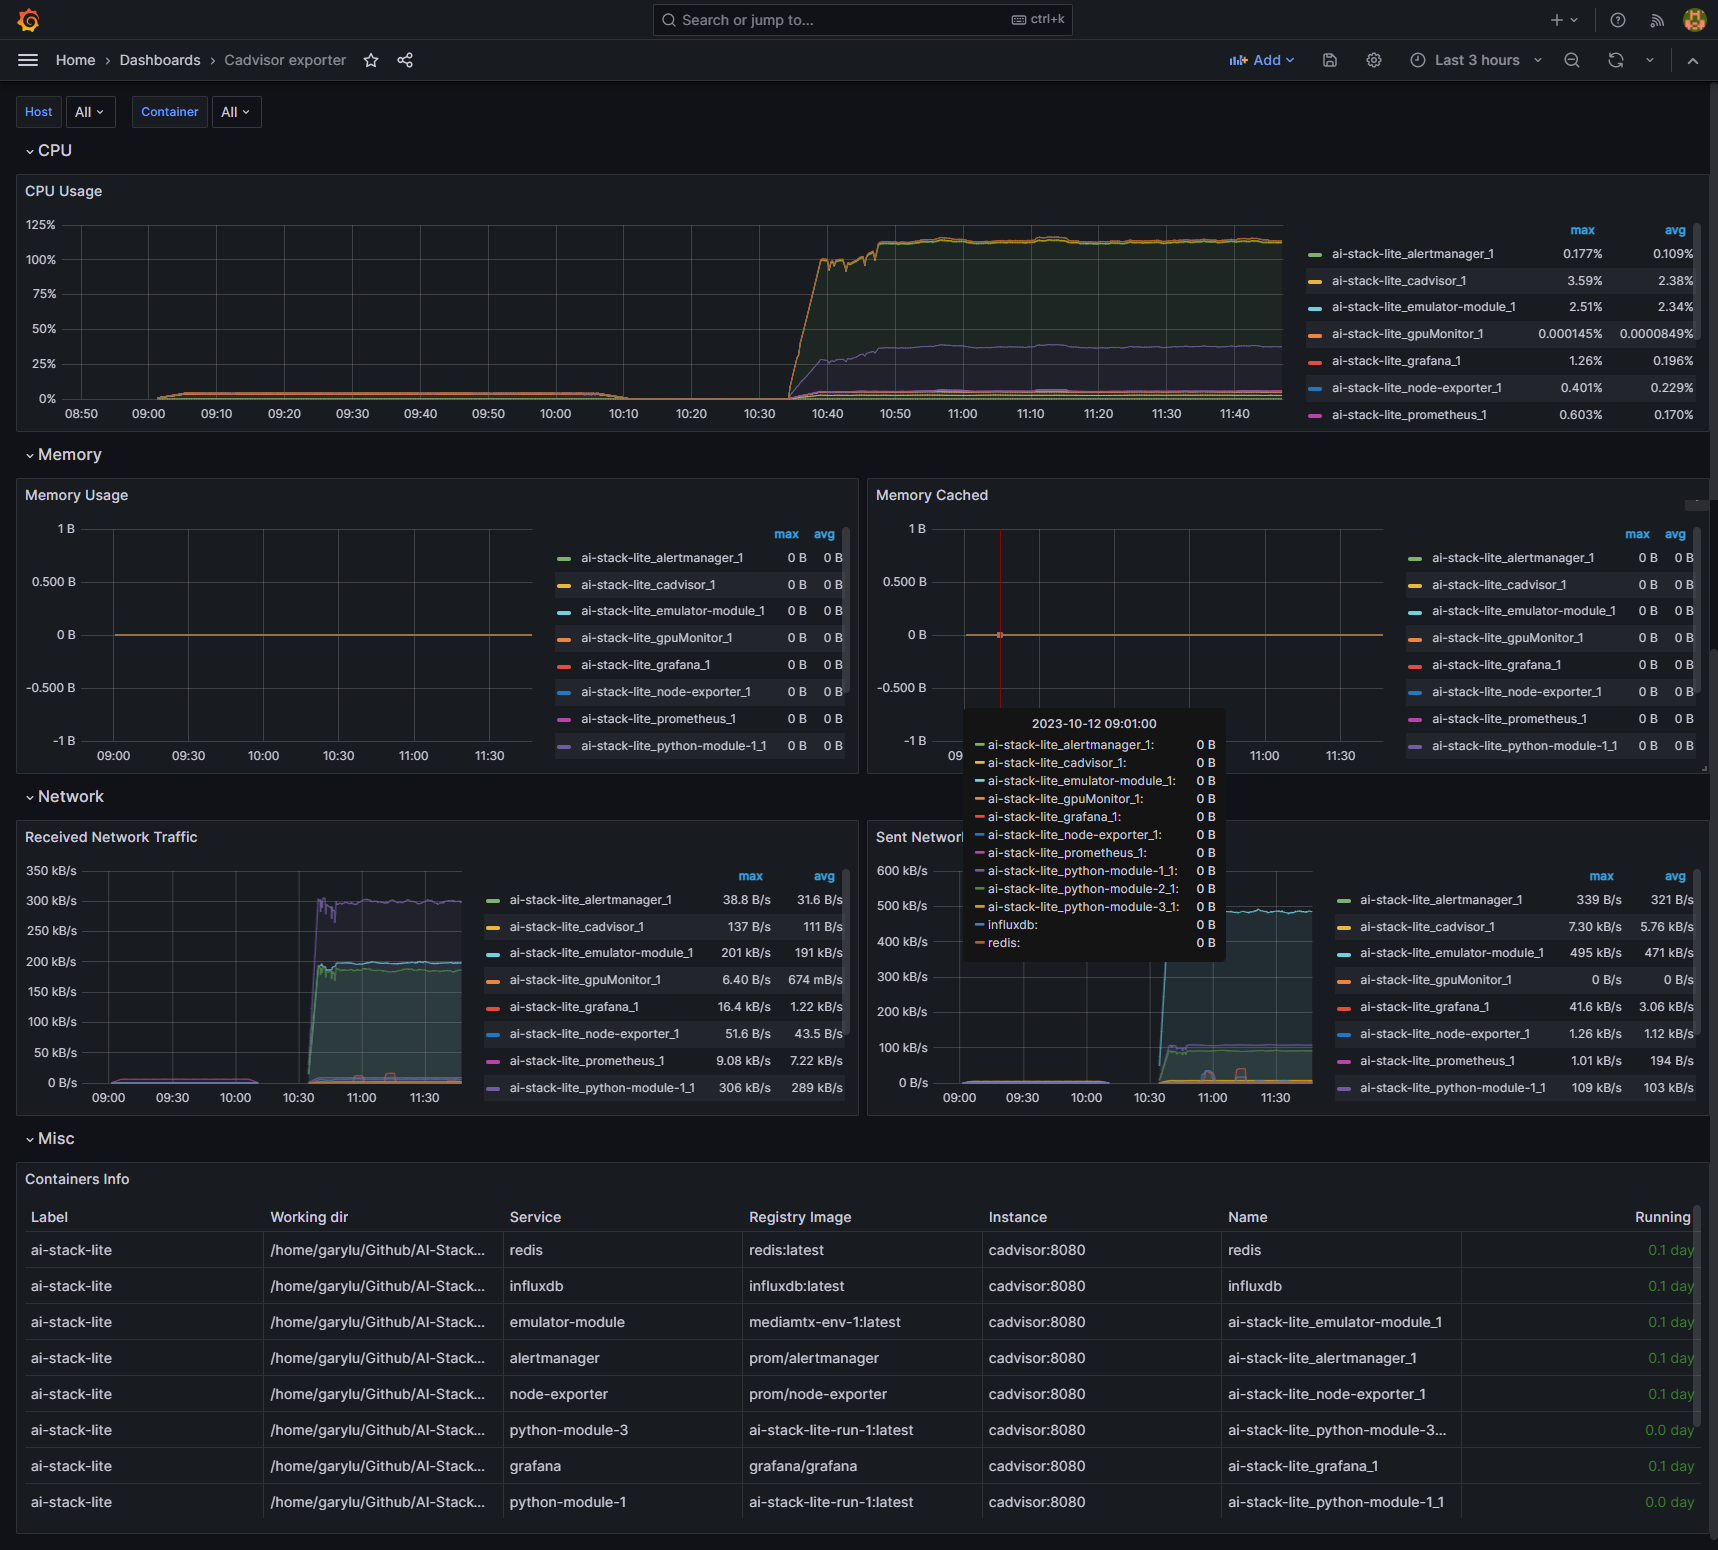 Search or jump to... ctrl+k
Home › Dashboards › Cadvisor exporter Add Last 3 hours
Host All Container All
CPU
CPU Usage
125%
100%
75%
50%
25%
0%
08:50 09:00 09:10 09:20 09:30 09:40 09:50 10:00 10:10 10:20 10:30 10:40 10:50 11:00 11:10 11:20 11:30 11:40
max avg
ai-stack-lite_alertmanager_1 0.177% 0.109%
ai-stack-lite_cadvisor_1 3.59% 2.38%
ai-stack-lite_emulator-module_1 2.51% 2.34%
ai-stack-lite_gpuMonitor_1 0.000145% 0.0000849%
ai-stack-lite_grafana_1 1.26% 0.196%
ai-stack-lite_node-exporter_1 0.401% 0.229%
ai-stack-lite_prometheus_1 0.603% 0.170%
Memory
Memory Usage
1 B
0.500 B
0 B
-0.500 B
-1 B
09:00 09:30 10:00 10:30 11:00 11:30
max avg
ai-stack-lite_alertmanager_1 0 B 0 B
ai-stack-lite_cadvisor_1 0 B 0 B
ai-stack-lite_emulator-module_1 0 B 0 B
ai-stack-lite_gpuMonitor_1 0 B 0 B
ai-stack-lite_grafana_1 0 B 0 B
ai-stack-lite_node-exporter_1 0 B 0 B
ai-stack-lite_prometheus_1 0 B 0 B
ai-stack-lite_python-module-1_1 0 B 0 B
Memory Cached
1 B
0.500 B
0 B
-0.500 B
-1 B
09 11:00 11:30
max avg
ai-stack-lite_alertmanager_1 0 B 0 B
ai-stack-lite_cadvisor_1 0 B 0 B
ai-stack-lite_emulator-module_1 0 B 0 B
ai-stack-lite_gpuMonitor_1 0 B 0 B
ai-stack-lite_grafana_1 0 B 0 B
ai-stack-lite_node-exporter_1 0 B 0 B
ai-stack-lite_prometheus_1 0 B 0 B
ai-stack-lite_python-module-1_1 0 B 0 B
2023-10-12 09:01:00
ai-stack-lite_alertmanager_1: 0 B
ai-stack-lite_cadvisor_1: 0 B
ai-stack-lite_emulator-module_1: 0 B
ai-stack-lite_gpuMonitor_1: 0 B
ai-stack-lite_grafana_1: 0 B
ai-stack-lite_node-exporter_1: 0 B
ai-stack-lite_prometheus_1: 0 B
ai-stack-lite_python-module-1_1: 0 B
ai-stack-lite_python-module-2_1: 0 B
ai-stack-lite_python-module-3_1: 0 B
influxdb: 0 B
redis: 0 B
Network
Received Network Traffic
350 kB/s
300 kB/s
250 kB/s
200 kB/s
150 kB/s
100 kB/s
50 kB/s
0 B/s
09:00 09:30 10:00 10:30 11:00 11:30
max avg
ai-stack-lite_alertmanager_1 38.8 B/s 31.6 B/s
ai-stack-lite_cadvisor_1 137 B/s 111 B/s
ai-stack-lite_emulator-module_1 201 kB/s 191 kB/s
ai-stack-lite_gpuMonitor_1 6.40 B/s 674 mB/s
ai-stack-lite_grafana_1 16.4 kB/s 1.22 kB/s
ai-stack-lite_node-exporter_1 51.6 B/s 43.5 B/s
ai-stack-lite_prometheus_1 9.08 kB/s 7.22 kB/s
ai-stack-lite_python-module-1_1 306 kB/s 289 kB/s
Sent Networ
600 kB/s
500 kB/s
400 kB/s
300 kB/s
200 kB/s
100 kB/s
0 B/s
09:00 09:30 10:00 10:30 11:00 11:30
max avg
ai-stack-lite_alertmanager_1 339 B/s 321 B/s
ai-stack-lite_cadvisor_1 7.30 kB/s 5.76 kB/s
ai-stack-lite_emulator-module_1 495 kB/s 471 kB/s
ai-stack-lite_gpuMonitor_1 0 B/s 0 B/s
ai-stack-lite_grafana_1 41.6 kB/s 3.06 kB/s
ai-stack-lite_node-exporter_1 1.26 kB/s 1.12 kB/s
ai-stack-lite_prometheus_1 1.01 kB/s 194 B/s
ai-stack-lite_python-module-1_1 109 kB/s 103 kB/s
Misc
Containers Info
Label Working dir Service Registry Image Instance Name Running
ai-stack-lite /home/garylu/Github/AI-Stack... redis redis:latest cadvisor:8080 redis 0.1 day
ai-stack-lite /home/garylu/Github/AI-Stack... influxdb influxdb:latest cadvisor:8080 influxdb 0.1 day
ai-stack-lite /home/garylu/Github/AI-Stack... emulator-module mediamtx-env-1:latest cadvisor:8080 ai-stack-lite_emulator-module_1 0.1 day
ai-stack-lite /home/garylu/Github/AI-Stack... alertmanager prom/alertmanager cadvisor:8080 ai-stack-lite_alertmanager_1 0.1 day
ai-stack-lite /home/garylu/Github/AI-Stack... node-exporter prom/node-exporter cadvisor:8080 ai-stack-lite_node-exporter_1 0.1 day
ai-stack-lite /home/garylu/Github/AI-Stack... python-module-3 ai-stack-lite-run-1:latest cadvisor:8080 ai-stack-lite_python-module-3... 0.0 day
ai-stack-lite /home/garylu/Github/AI-Stack... grafana grafana/grafana cadvisor:8080 ai-stack-lite_grafana_1 0.1 day
ai-stack-lite /home/garylu/Github/AI-Stack... python-module-1 ai-stack-lite-run-1:latest cadvisor:8080 ai-stack-lite_python-module-1_1 0.0 day